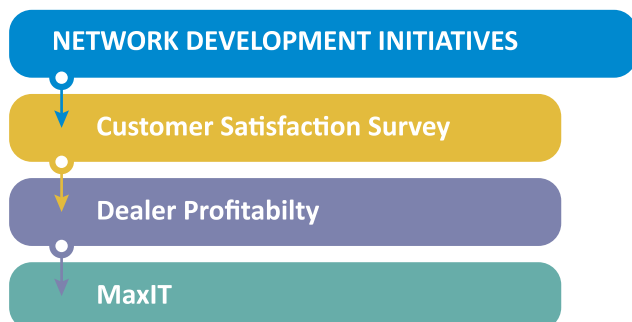 NETWORK DEVELOPMENT INITIATIVES
Customer Satisfaction Survey
Dealer Profitabilty
MaxIT